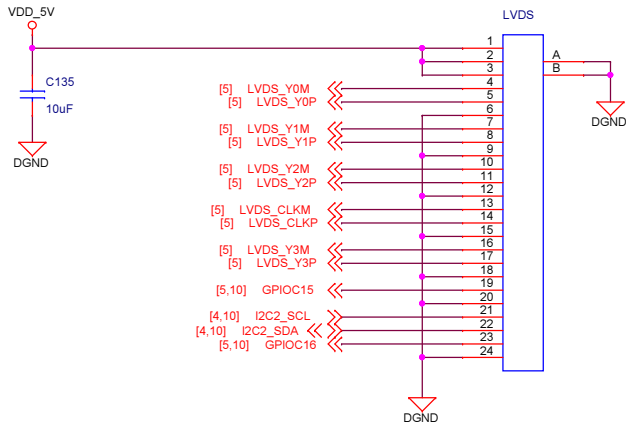 VDD_5V
LVDS
1
2 A
3 B
C135
10uF
[5] LVDS_Y0M 4
[5] LVDS_Y0P 5
6
DGND
[5] LVDS_Y1M 7
[5] LVDS_Y1P 8
9
DGND
[5] LVDS_Y2M 10
[5] LVDS_Y2P 11
12
[5] LVDS_CLKM 13
[5] LVDS_CLKP 14
15
[5] LVDS_Y3M 16
[5] LVDS_Y3P 17
18
[5,10] GPIOC15 19
20
[4,10] I2C2_SCL 21
[4,10] I2C2_SDA 22
[5,10] GPIOC16 23
24
DGND